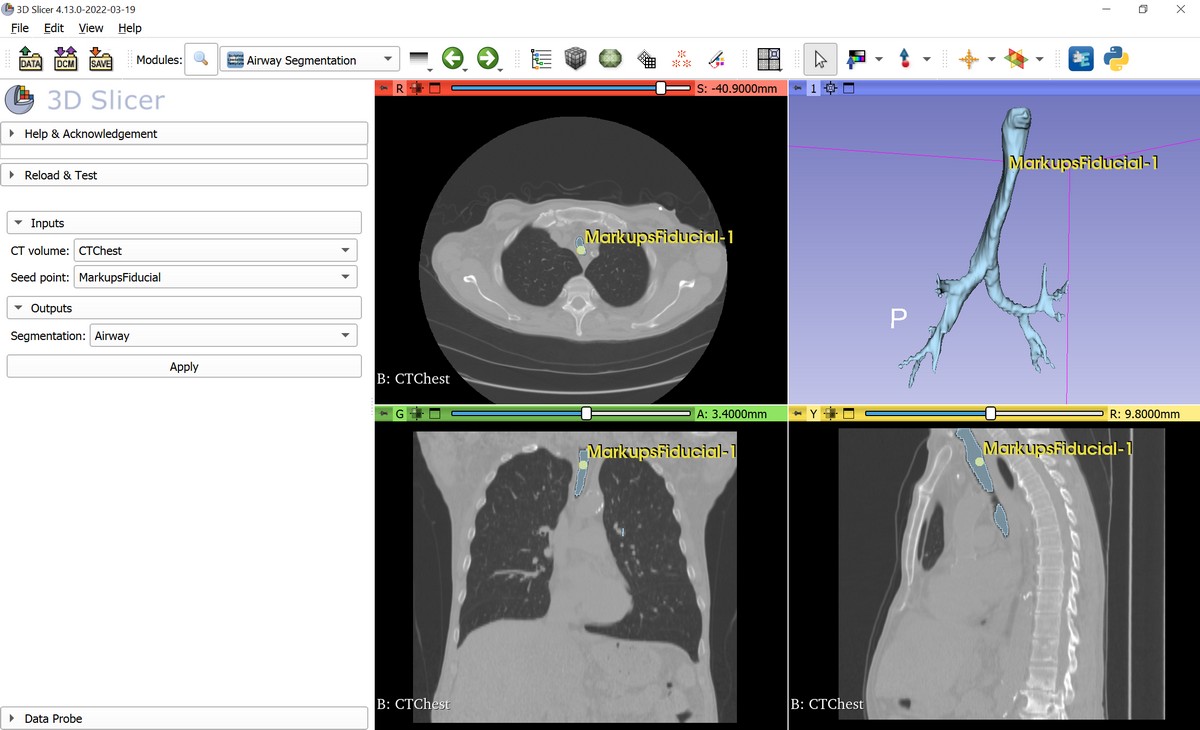 3D Slicer 4.13.0-2022-03-19
File Edit View Help
DATA DCM SAVE Modules: Airway Segmentation
3D Slicer
Help & Acknowledgement
Reload & Test
Inputs
CT volume: CTChest
Seed point: MarkupsFiducial
Outputs
Segmentation: Airway
Apply
Data Probe
R S: -40.9000mm
MarkupsFiducial-1
B: CTChest
1
MarkupsFiducial-1
P
G A: 3.4000mm
MarkupsFiducial-1
B: CTChest
Y R: 9.8000mm
MarkupsFiducial-1
B: CTChest